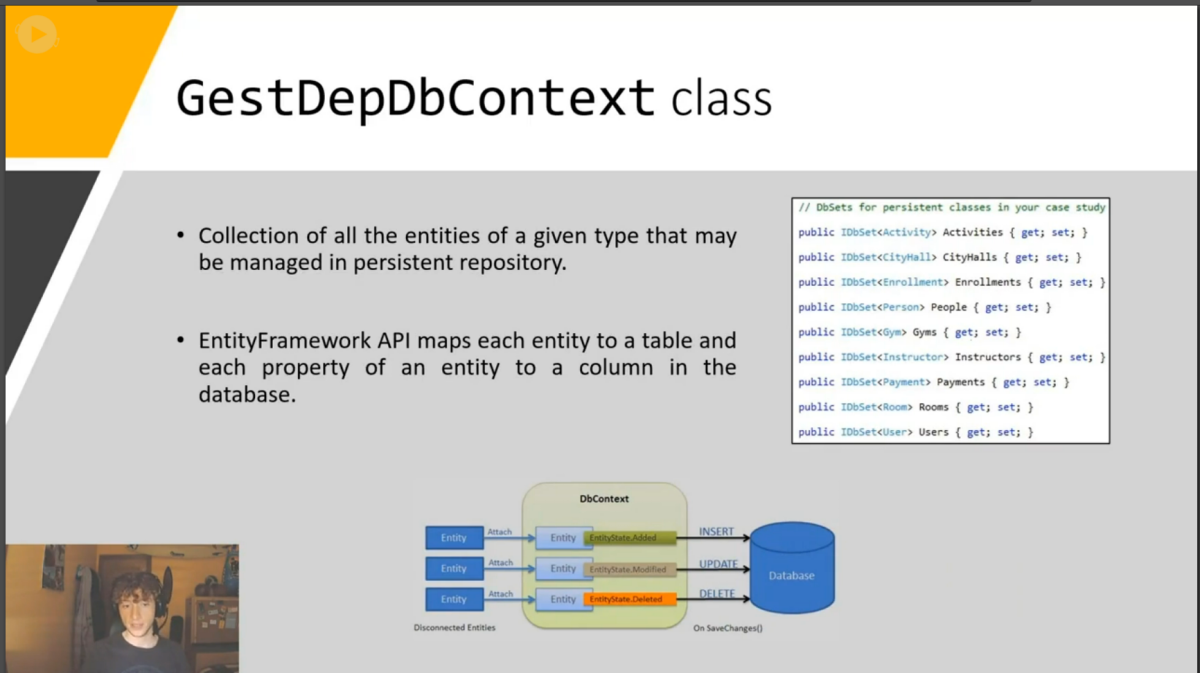 GestDepDbContext class
• Collection of all the entities of a given type that may
be managed in persistent repository.
• EntityFramework API maps each entity to a table and
each property of an entity to a column in the
database.
// DbSets for persistent classes in your case study
public IDbSet<Activity> Activities { get; set; }
public IDbSet<CityHall> CityHalls { get; set; }
public IDbSet<Enrollment> Enrollments { get; set; }
public IDbSet<Person> People { get; set; }
public IDbSet<Gym> Gyms { get; set; }
public IDbSet<Instructor> Instructors { get; set; }
public IDbSet<Payment> Payments { get; set; }
public IDbSet<Room> Rooms { get; set; }
public IDbSet<User> Users { get; set; }
DbContext
Entity Attach Entity EntityState.Added INSERT
Entity Attach Entity EntityState.Modified UPDATE
Database
Entity Attach Entity EntityState.Deleted DELETE
Disconnected Entities
On SaveChanges()